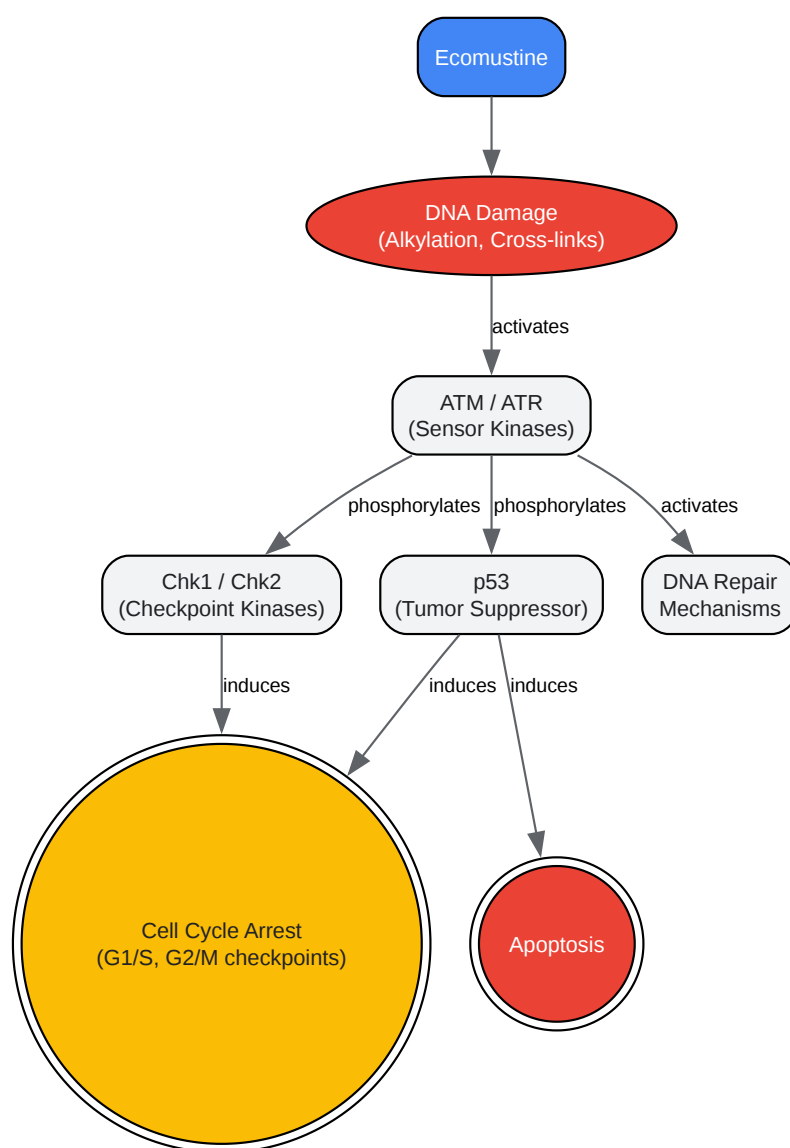 Ecomustine
DNA Damage
(Alkylation, Cross-links)
activates
ATM / ATR
(Sensor Kinases)
phosphorylates
phosphorylates
activates
Chk1 / Chk2
(Checkpoint Kinases)
p53
(Tumor Suppressor)
DNA Repair
Mechanisms
induces
induces
induces
Cell Cycle Arrest
(G1/S, G2/M checkpoints)
Apoptosis